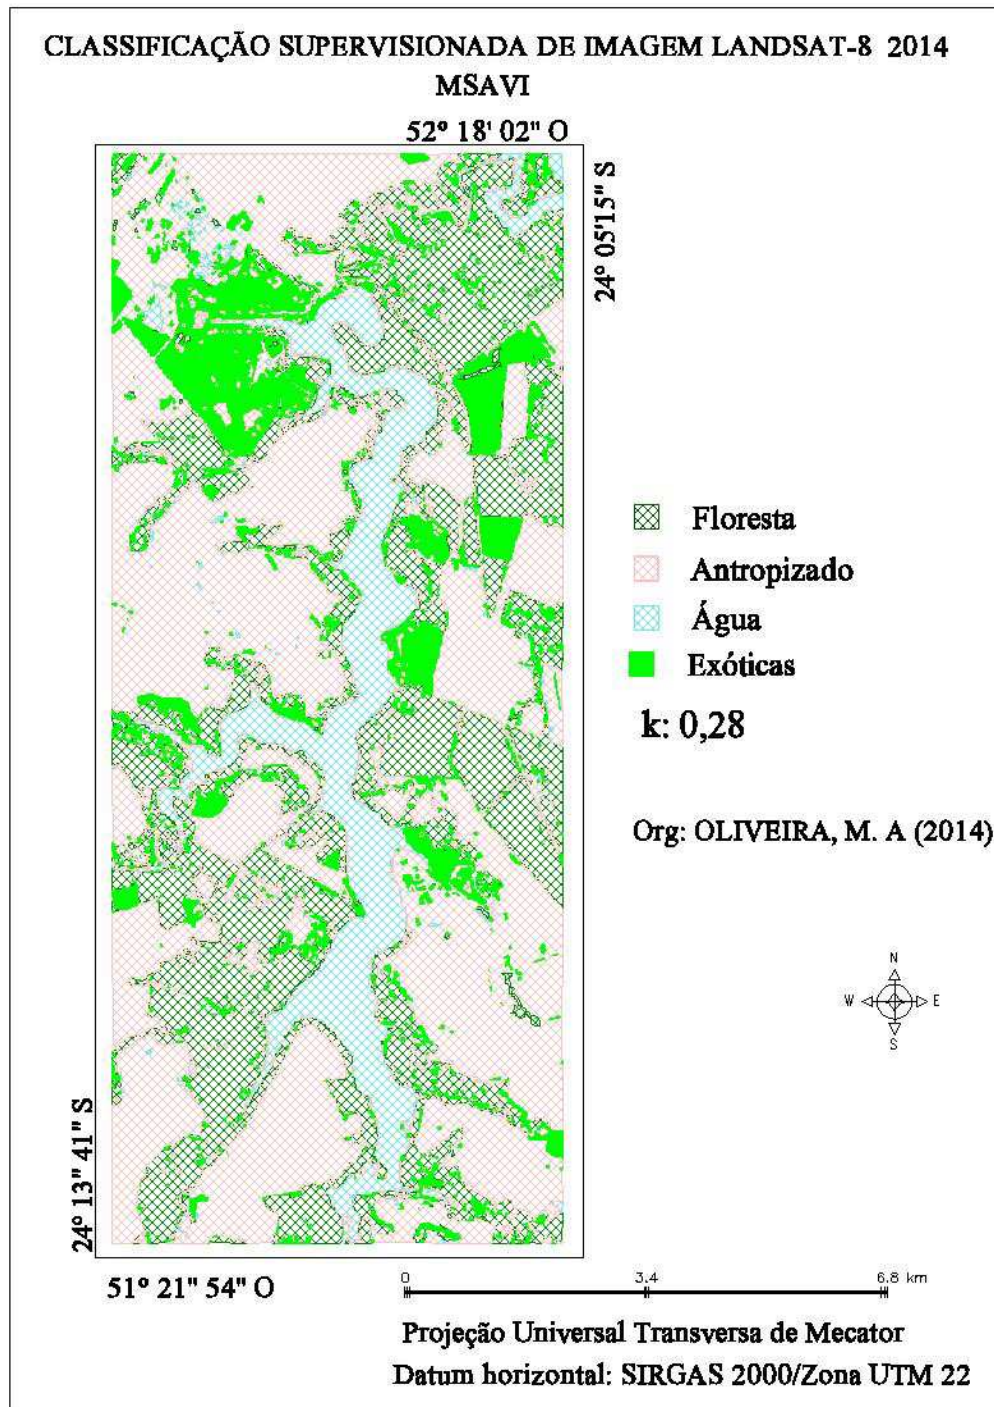 CLASSIFICAÇÃO SUPERVISIONADA DE IMAGEM LANDSAT-8 2014
MSAVI
52º 18' 02" O
24º 05'15" S
Floresta
Antropizado
Água
Exóticas
k: 0,28
Org: OLIVEIRA, M. A (2014)
N
W E
S
24º 13" 41" S
51º 21" 54" O
0 3.4 6.8 km
Projeção Universal Transversa de Mecator
Datum horizontal: SIRGAS 2000/Zona UTM 22